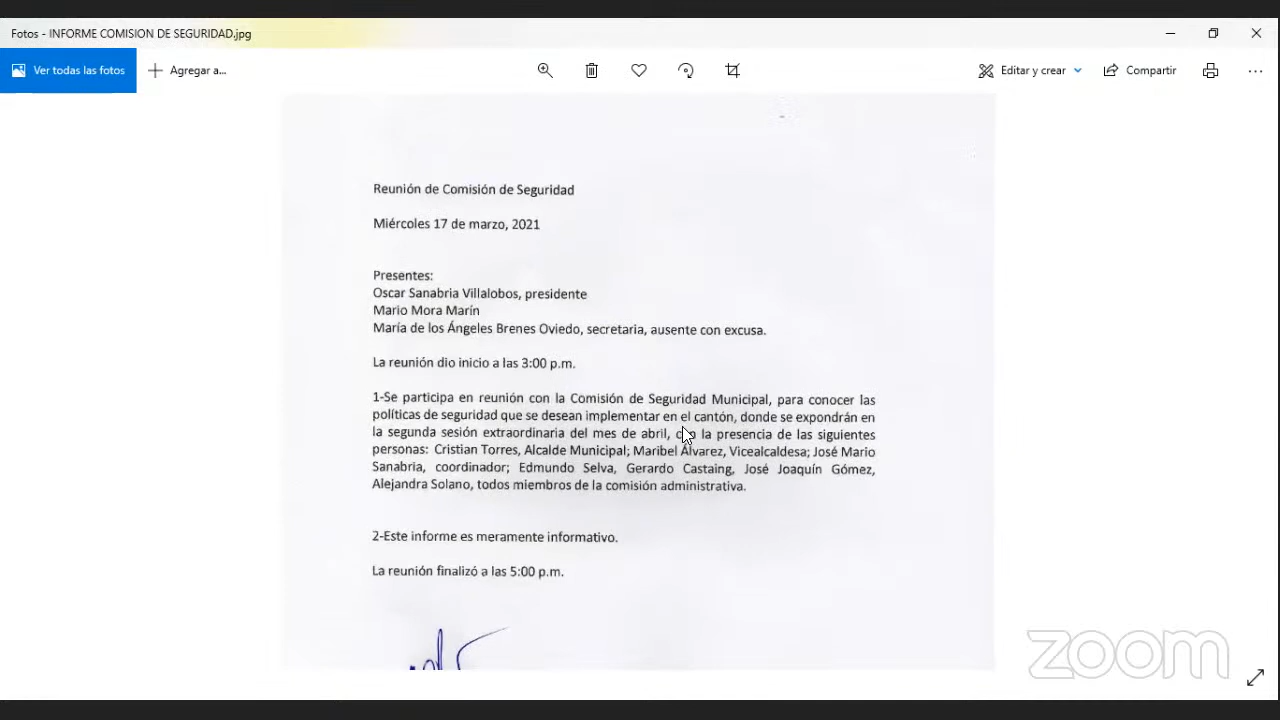 Fotos - INFORME COMISION DE SEGURIDAD.jpg
Ver todas las fotos
Agregar a...
Editar y crear
Compartir
Reunión de Comisión de Seguridad
Miércoles 17 de marzo, 2021
Presentes:
Oscar Sanabria Villalobos, presidente
Mario Mora Marín
María de los Ángeles Brenes Oviedo, secretaria, ausente con excusa.
La reunión dio inicio a las 3:00 p.m.
1-Se participa en reunión con la Comisión de Seguridad Municipal, para conocer las
políticas de seguridad que se desean implementar en el cantón, donde se expondrán en
la segunda sesión extraordinaria del mes de abril, la presencia de las siguientes
personas: Cristian Torres, Alcalde Municipal; Maribel Álvarez, Vicealcaldesa; José Mario
Sanabria, coordinador; Edmundo Selva, Gerardo Castaing, José Joaquín Gómez,
Alejandra Solano, todos miembros de la comisión administrativa.
2-Este informe es meramente informativo.
La reunión finalizó a las 5:00 p.m.
zoom